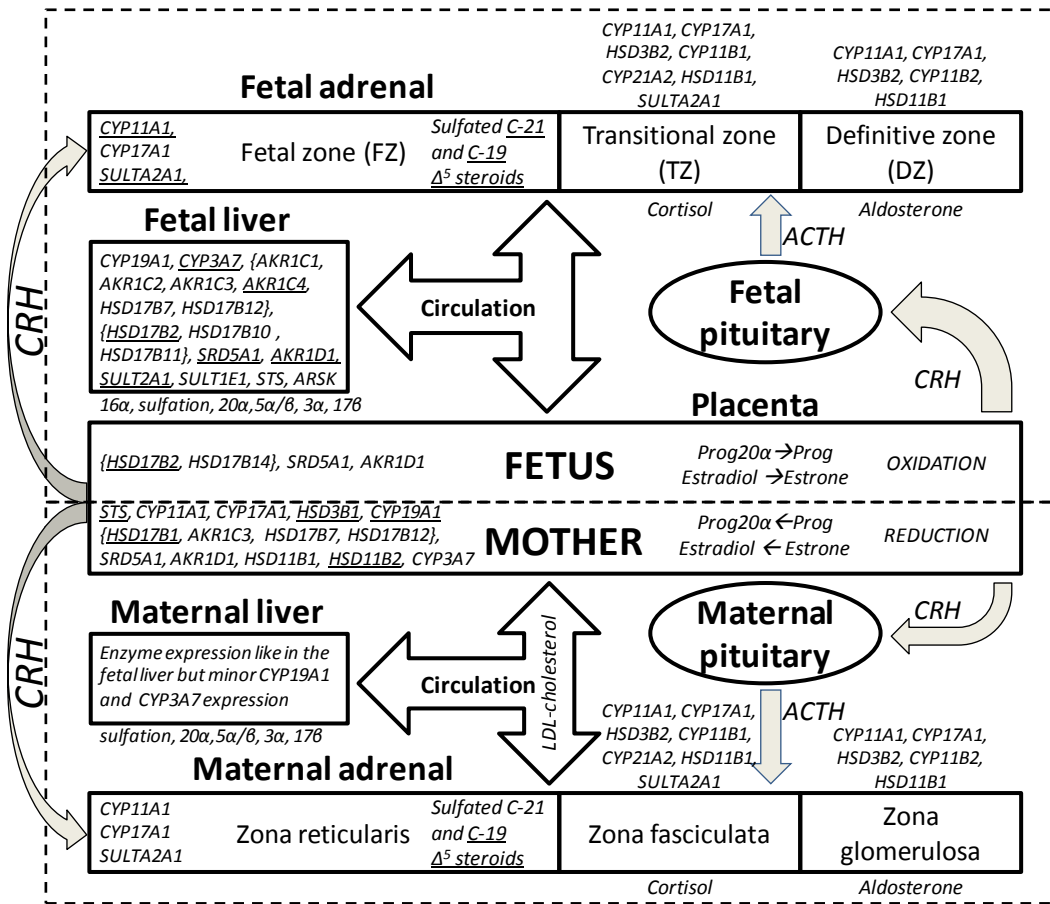 CYP11A1, CYP17A1,
HSD3B2, CYP11B1,
CYP21A2, HSD11B1,
SULTA2A1
CYP11A1, CYP17A1,
HSD3B2, CYP11B2,
HSD11B1
Fetal adrenal
CYP11A1,
CYP17A1
SULTA2A1,
Fetal zone (FZ)
Sulfated C-21
and C-19
Δ⁵ steroids
Transitional zone
(TZ)
Definitive zone
(DZ)
Cortisol
Aldosterone
ACTH
Fetal liver
CYP19A1, CYP3A7, {AKR1C1,
AKR1C2, AKR1C3, AKR1C4,
HSD17B7, HSD17B12},
{HSD17B2, HSD17B10 ,
HSD17B11}, SRD5A1, AKR1D1,
SULT2A1, SULT1E1, STS, ARSK
16α, sulfation, 20α,5α/β, 3α, 17β
Circulation
Fetal
pituitary
CRH
CRH
Placenta
{HSD17B2, HSD17B14}, SRD5A1, AKR1D1
FETUS
Prog20α→Prog
Estradiol →Estrone
OXIDATION
STS, CYP11A1, CYP17A1, HSD3B1, CYP19A1
{HSD17B1, AKR1C3, HSD17B7, HSD17B12},
SRD5A1, AKR1D1, HSD11B1, HSD11B2, CYP3A7
MOTHER
Prog20α←Prog
Estradiol ← Estrone
REDUCTION
Maternal liver
Enzyme expression like in the
fetal liver but minor CYP19A1
and CYP3A7 expression
sulfation, 20α,5α/β, 3α, 17β
Circulation
LDL-cholesterol
Maternal
pituitary
CRH
CRH
ACTH
CYP11A1, CYP17A1,
HSD3B2, CYP11B1,
CYP21A2, HSD11B1,
SULTA2A1
CYP11A1, CYP17A1,
HSD3B2, CYP11B2,
HSD11B1
Maternal adrenal
CYP11A1
CYP17A1
SULTA2A1
Zona reticularis
Sulfated C-21
and C-19
Δ⁵ steroids
Zona fasciculata
Zona
glomerulosa
Cortisol
Aldosterone